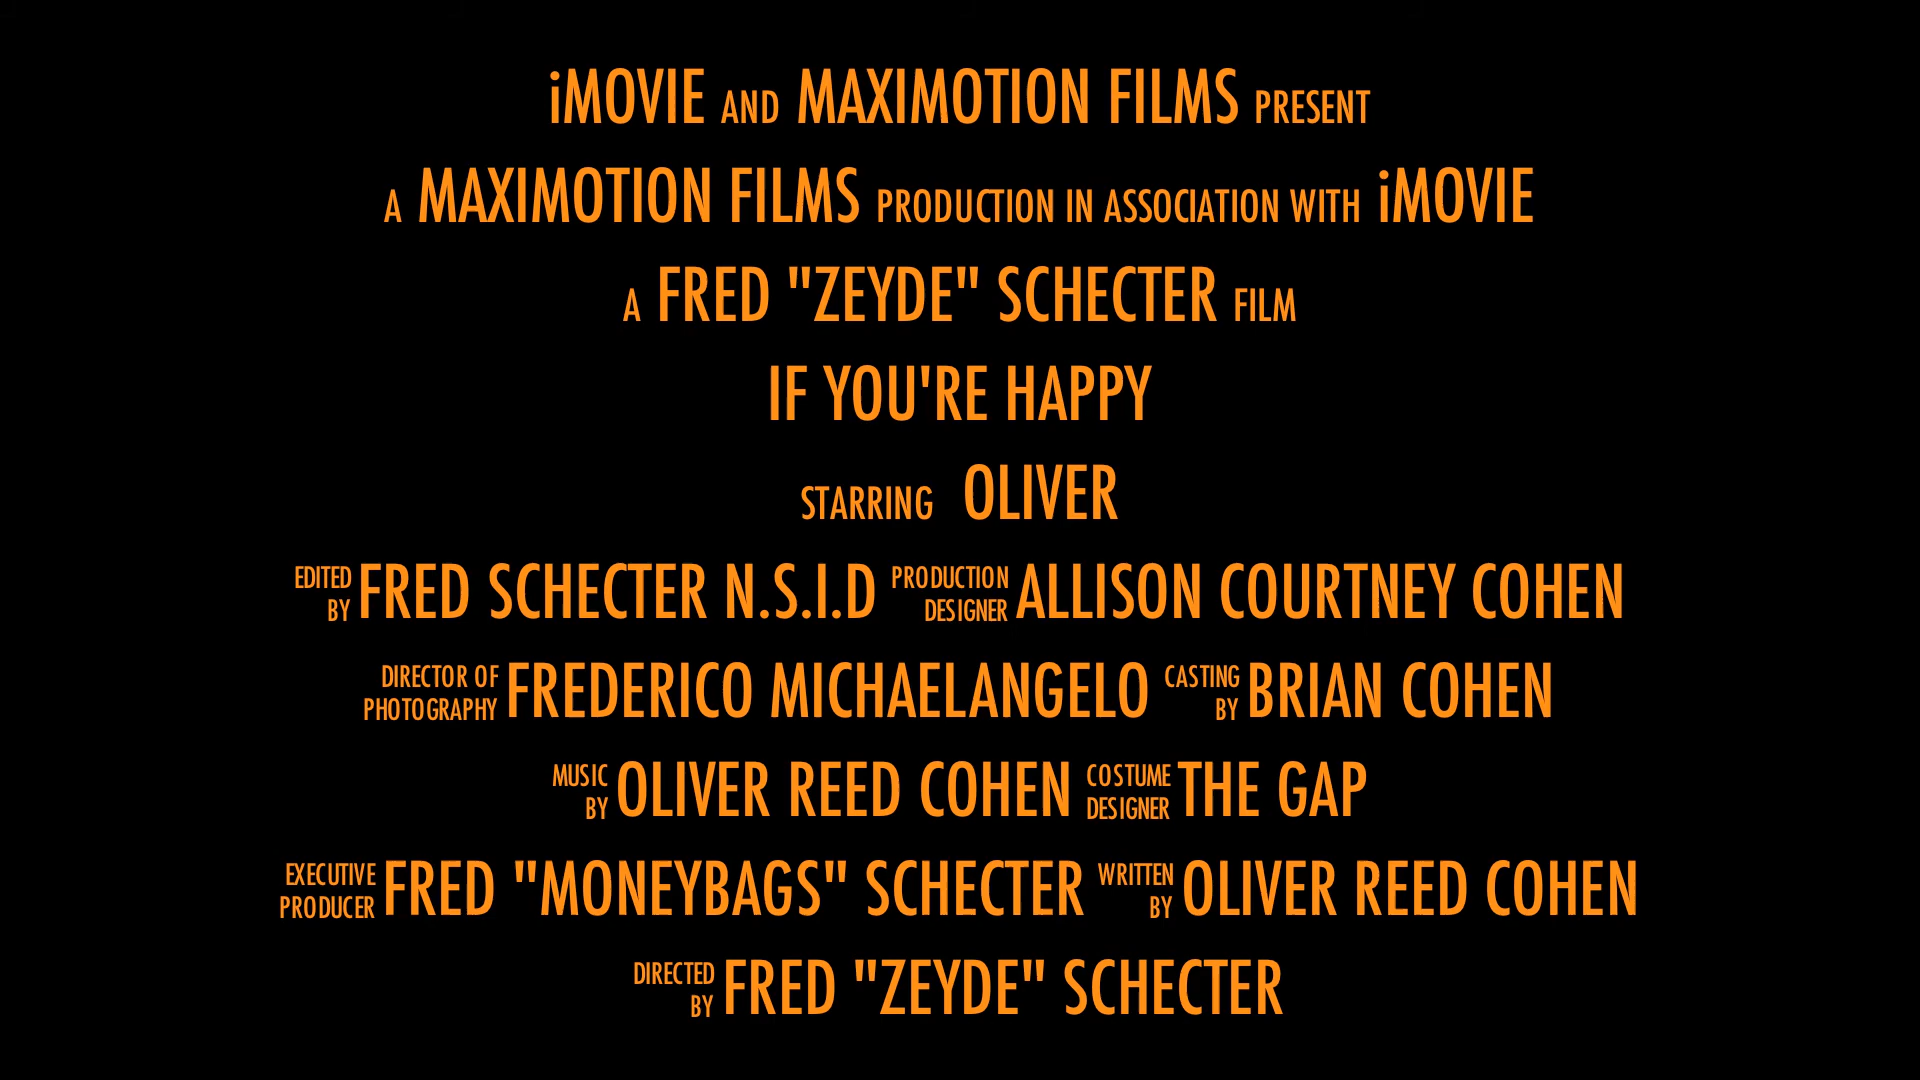 iMOVIE AND MAXIMOTION FILMS PRESENT
A MAXIMOTION FILMS PRODUCTION IN ASSOCIATION WITH iMOVIE
A FRED "ZEYDE" SCHECTER FILM
IF YOU'RE HAPPY
STARRING OLIVER
EDITED BY FRED SCHECTER N.S.I.D PRODUCTION DESIGNER ALLISON COURTNEY COHEN
DIRECTOR OF PHOTOGRAPHY FREDERICO MICHAELANGELO CASTING BY BRIAN COHEN
MUSIC BY OLIVER REED COHEN COSTUME DESIGNER THE GAP
EXECUTIVE PRODUCER FRED "MONEYBAGS" SCHECTER WRITTEN BY OLIVER REED COHEN
DIRECTED BY FRED "ZEYDE" SCHECTER